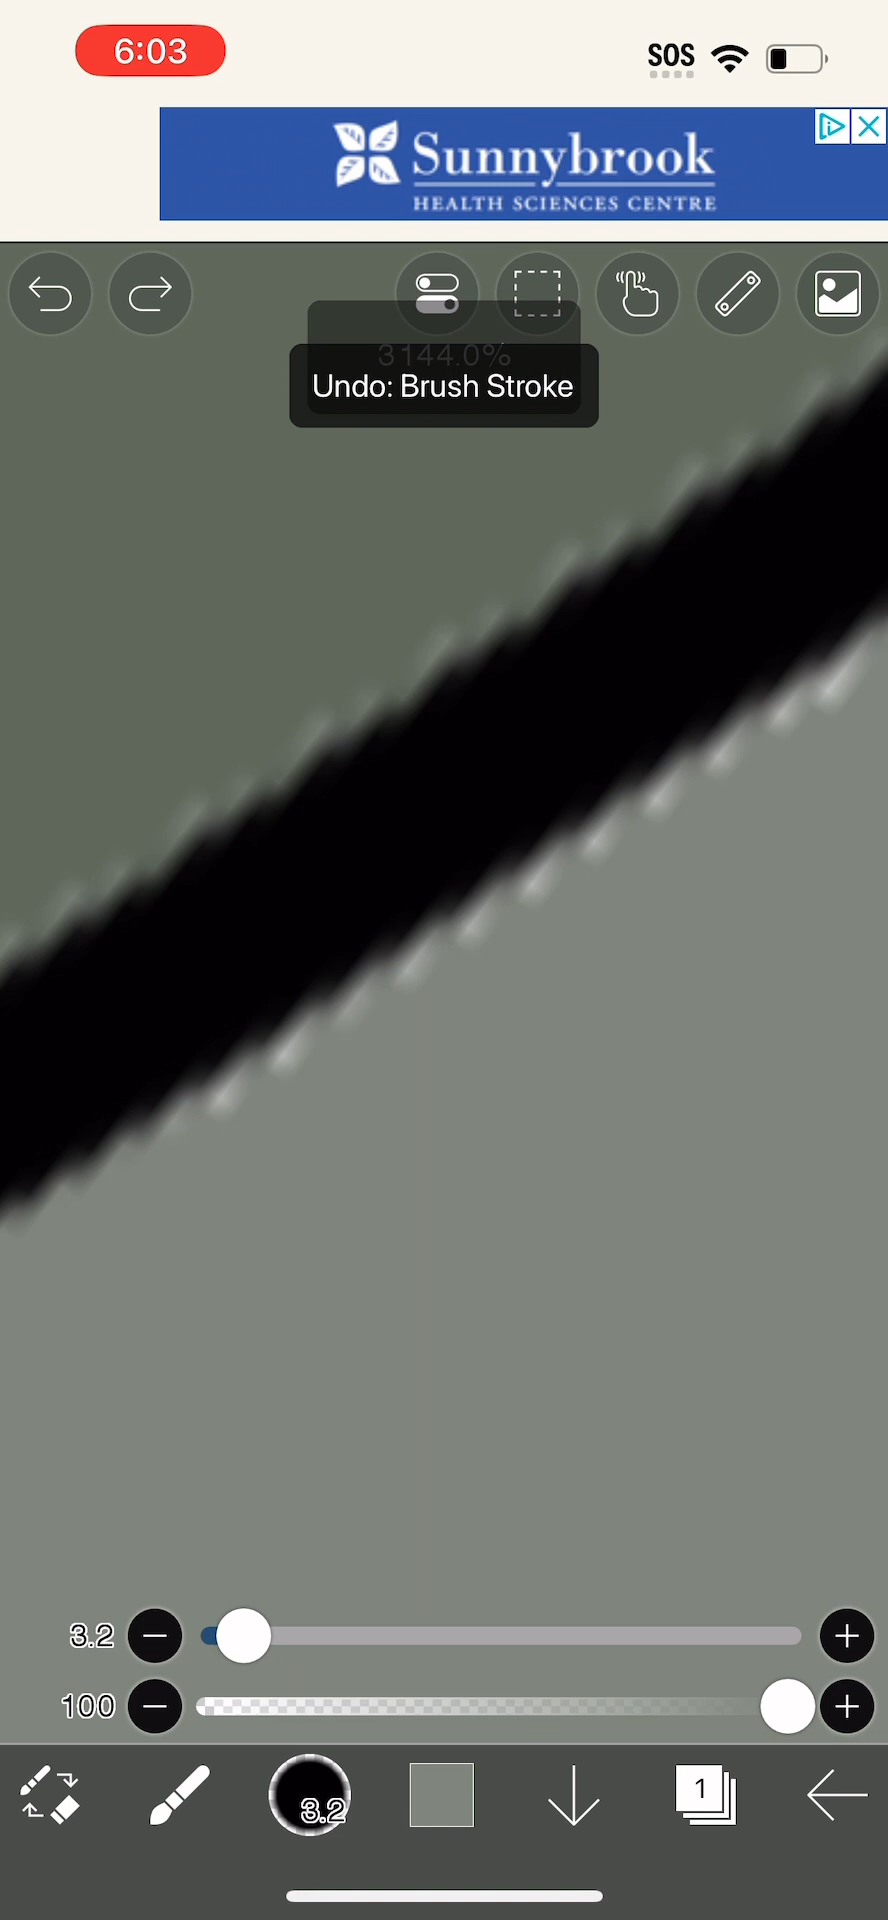 6:03
SOS
Sunnybrook
HEALTH SCIENCES CENTRE
3144.0%
Undo: Brush Stroke
3.2
100
3.2
1